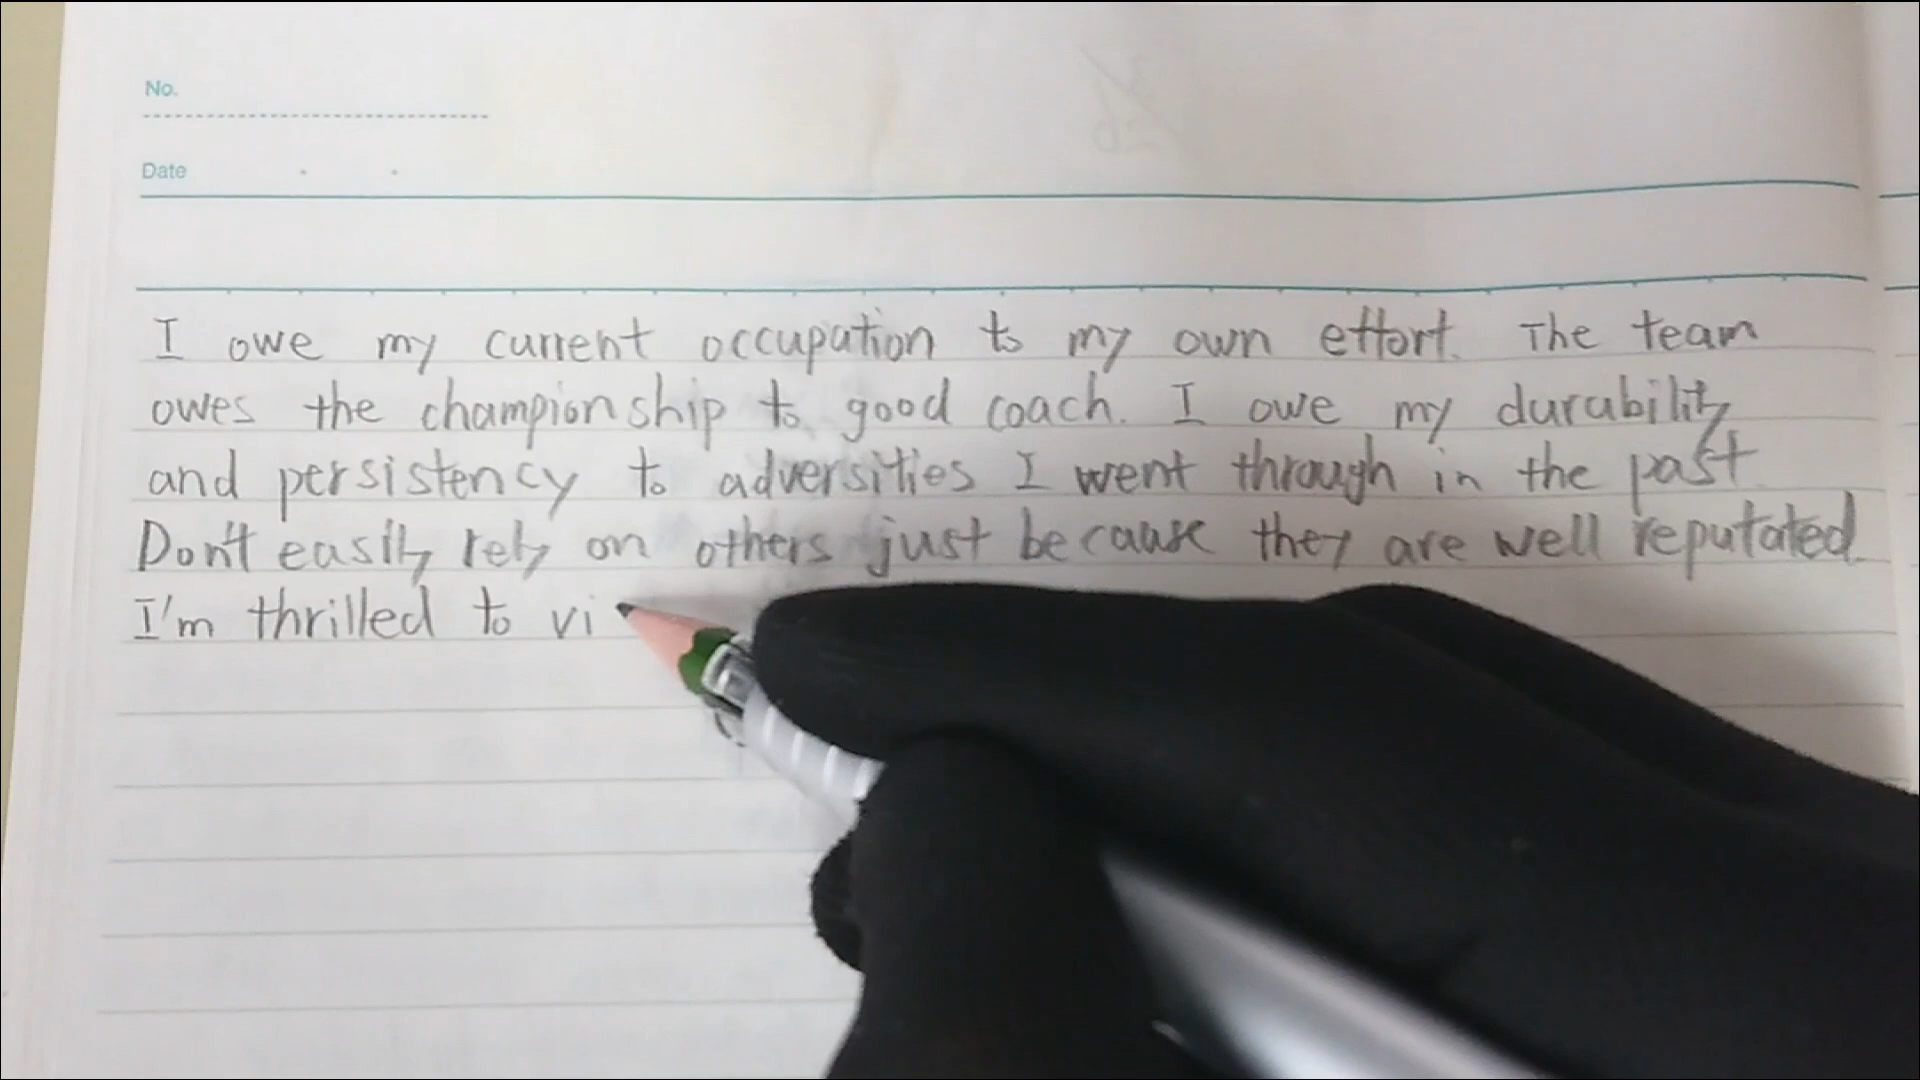 No.
Date
I owe my current occupation to my own effort. The team
owes the championship to good coach. I owe my durability
and persistency to adversities I went through in the past.
Don't easily rely on others just because they are well reputated.
I'm thrilled to vi